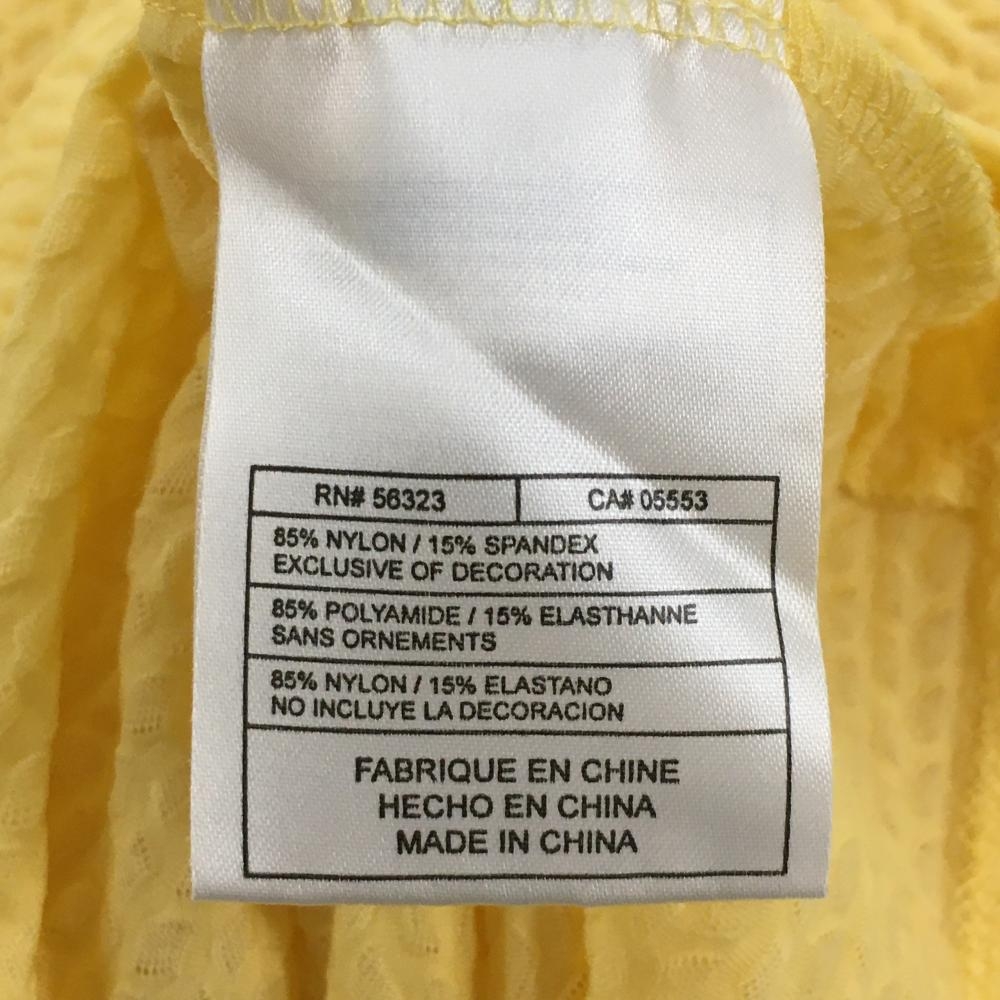 RN# 56323 CA# 05553
85% NYLON / 15% SPANDEX
EXCLUSIVE OF DECORATION
85% POLYAMIDE / 15% ELASTHANNE
SANS ORNEMENTS
85% NYLON / 15% ELASTANO
NO INCLUYE LA DECORACION
FABRIQUE EN CHINE
HECHO EN CHINA
MADE IN CHINA